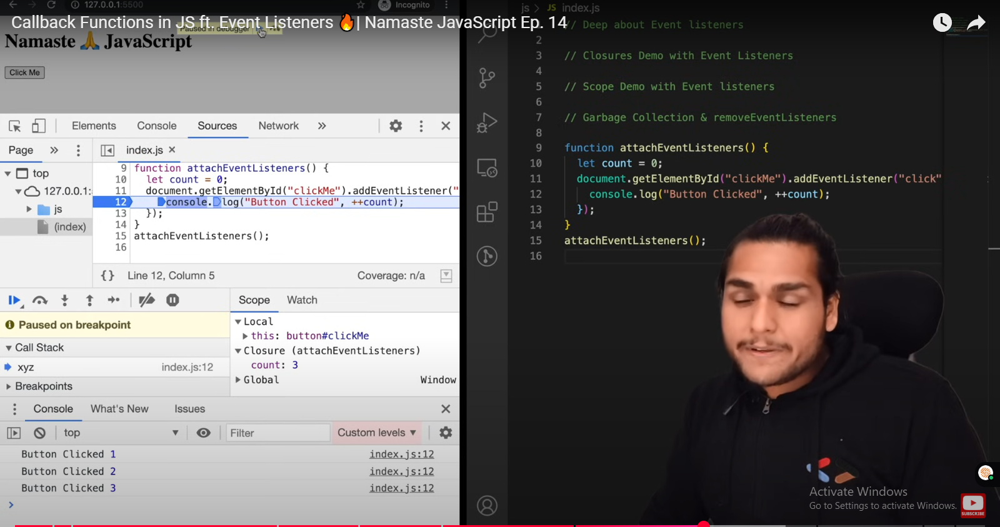 127.0.0.1:5500
Incognito
Callback Functions in JS ft. Event Listeners 🔥| Namaste JavaScript Ep. 14
Paused in debugger
Namaste 🙏 JavaScript
Click Me
Elements
Console
Sources
Network
»
Page
»
index.js ×
top
127.0.0.1:
js
(index)
9 function attachEventListeners() {
10 let count = 0;
11 document.getElementById("clickMe").addEventListener("
12 console.log("Button Clicked", ++count);
13 });
14 }
15 attachEventListeners();
16
{} Line 12, Column 5
Coverage: n/a
Paused on breakpoint
Call Stack
xyz index.js:12
Breakpoints
Scope
Watch
Local
this: button#clickMe
Closure (attachEventListeners)
count: 3
Global Window
Console
What's New
Issues
top
Filter
Custom levels
Button Clicked 1 index.js:12
Button Clicked 2 index.js:12
Button Clicked 3 index.js:12
>
js > JS index.js
// Deep about Event listeners
2
3 // Closures Demo with Event Listeners
4
5 // Scope Demo with Event listeners
6
7 // Garbage Collection & removeEventListeners
8
9 function attachEventListeners() {
10 let count = 0;
11 document.getElementById("clickMe").addEventListener("click"
12 console.log("Button Clicked", ++count);
13 });
14 }
15 attachEventListeners();
16
Activate Windows
Go to Settings to activate Windows.
SUBSCRIBE